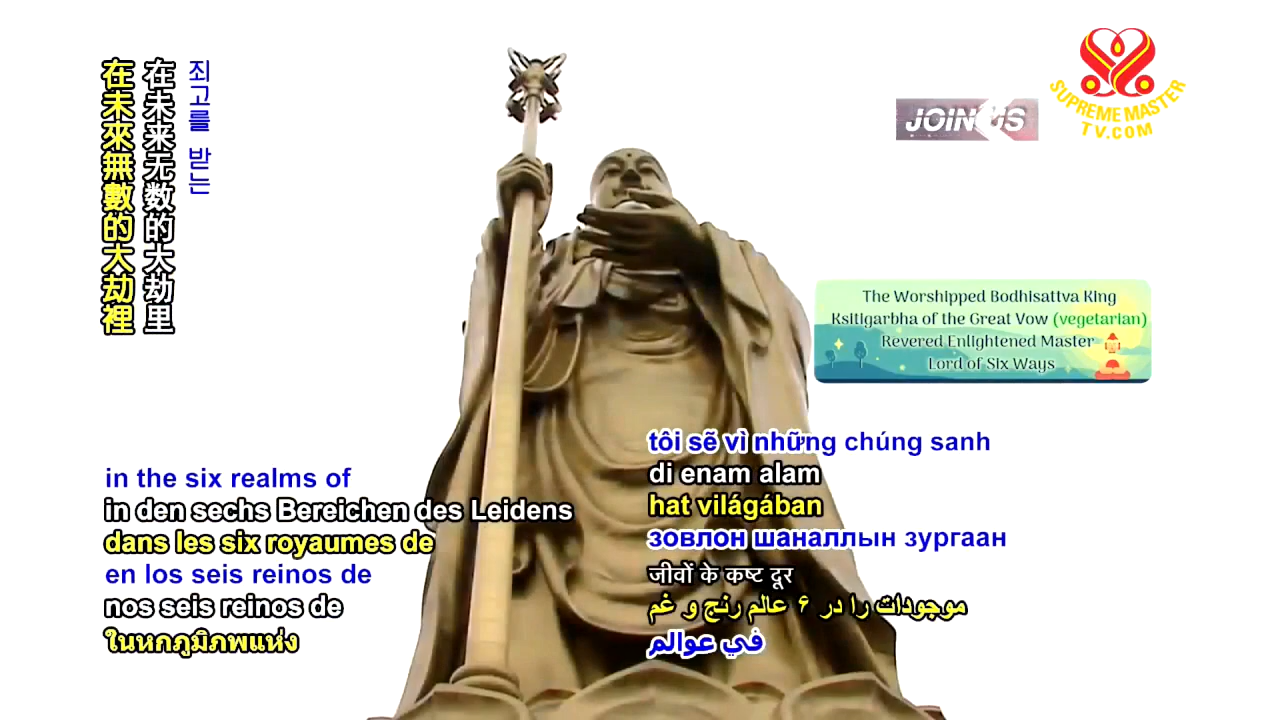 죄고를 받는
在未来无数的大劫里
在未來無數的大劫裡
SUPREME MASTER
TV.COM
JOIN US
The Worshipped Bodhisattva King
Ksitigarbha of the Great Vow (vegetarian)
Revered Enlightened Master
Lord of Six Ways
in the six realms of
in den sechs Bereichen des Leidens
dans les six royaumes de
en los seis reinos de
nos seis reinos de
ในหกภูมิภพแห่ง
tôi sẽ vì những chúng sanh
di enam alam
hat világában
зовлон шаналлын зургаан
जीवों के कष्ट दूर
موجودات را در ۶ عالم رنج و غم
في عوالم